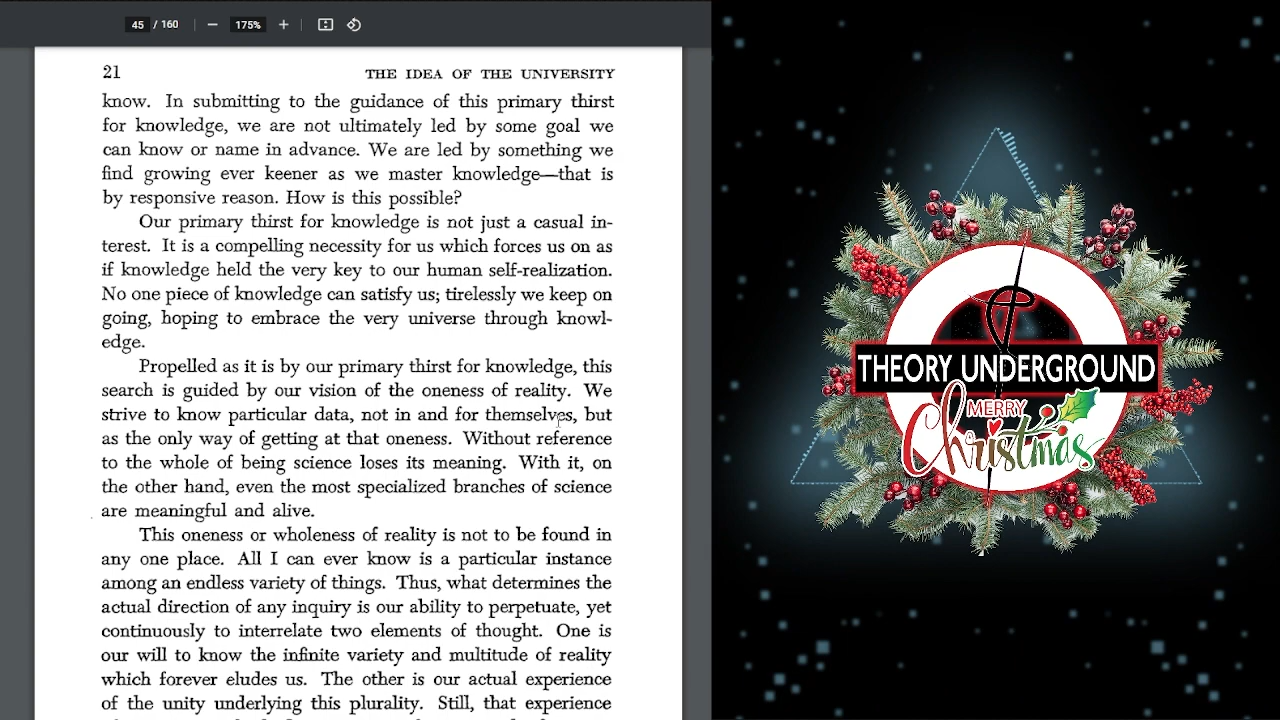 45 / 160 − 175% +
21 THE IDEA OF THE UNIVERSITY
know. In submitting to the guidance of this primary thirst
for knowledge, we are not ultimately led by some goal we
can know or name in advance. We are led by something we
find growing ever keener as we master knowledge—that is
by responsive reason. How is this possible?
Our primary thirst for knowledge is not just a casual in-
terest. It is a compelling necessity for us which forces us on as
if knowledge held the very key to our human self-realization.
No one piece of knowledge can satisfy us; tirelessly we keep on
going, hoping to embrace the very universe through knowl-
edge.
Propelled as it is by our primary thirst for knowledge, this
search is guided by our vision of the oneness of reality. We
strive to know particular data, not in and for themselves, but
as the only way of getting at that oneness. Without reference
to the whole of being science loses its meaning. With it, on
the other hand, even the most specialized branches of science
are meaningful and alive.
This oneness or wholeness of reality is not to be found in
any one place. All I can ever know is a particular instance
among an endless variety of things. Thus, what determines the
actual direction of any inquiry is our ability to perpetuate, yet
continuously to interrelate two elements of thought. One is
our will to know the infinite variety and multitude of reality
which forever eludes us. The other is our actual experience
of the unity underlying this plurality. Still, that experience
THEORY UNDERGROUND
MERRY
Christmas